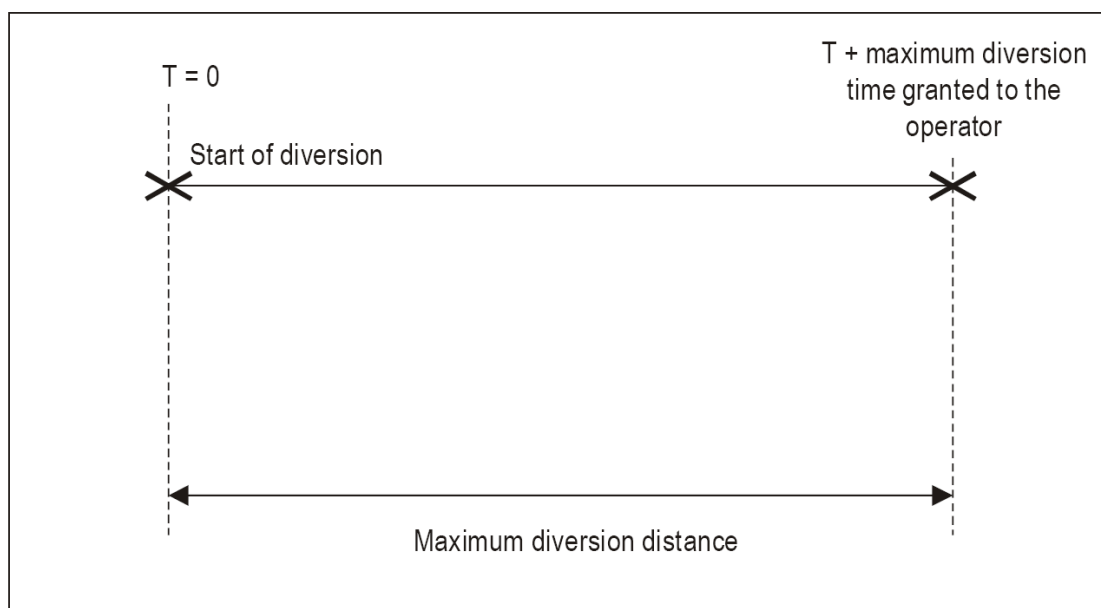 T = 0
T + maximum diversion
time granted to the
operator
Start of diversion
Maximum diversion distance